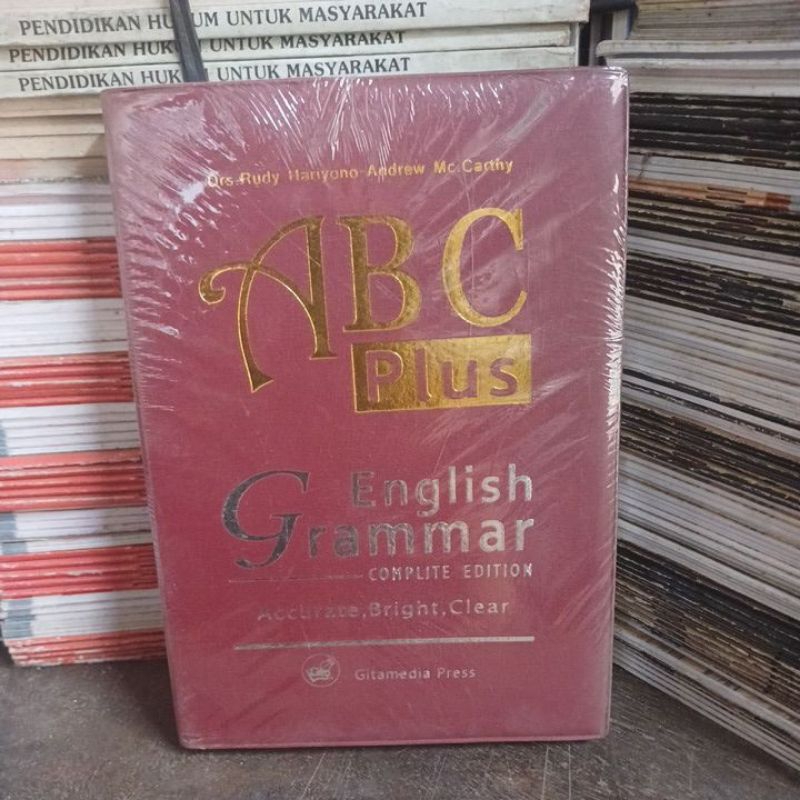 PENDIDIKAN HUKUM UNTUK MASYARAKAT
PENDIDIKAN HUKUM UNTUK MASYARAKAT
PENDIDIKAN HUKUM UNTUK MASYARAKAT
Drs. Rudy Hariyono-Andrew Mc.Carthy
ABC
Plus
English
Grammar
COMPLITE EDITION
Accurate,Bright,Clear
Gitamedia Press